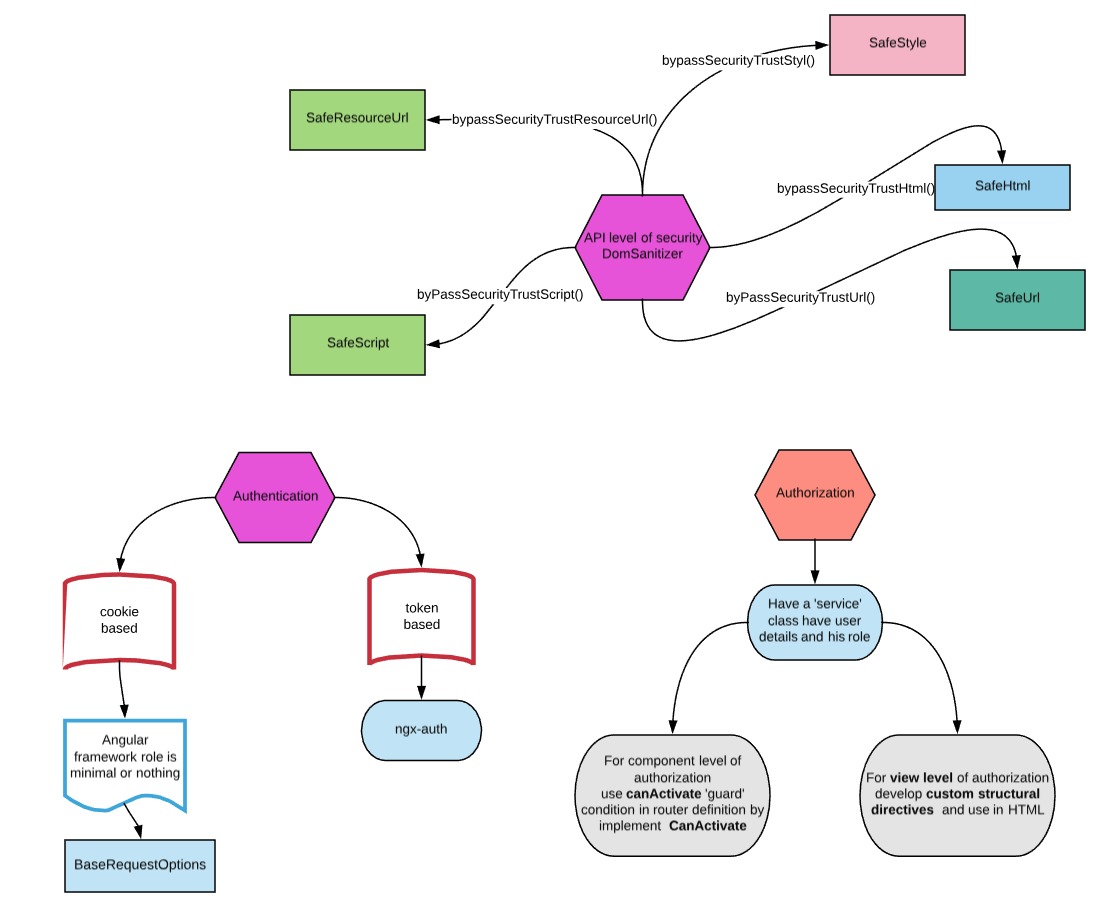 SafeStyle
bypassSecurityTrustStyl()
SafeResourceUrl
bypassSecurityTrustResourceUrl()
bypassSecurityTrustHtml()
SafeHtml
API level of security
DomSanitizer
byPassSecurityTrustScript()
byPassSecurityTrustUrl()
SafeUrl
SafeScript
Authentication
cookie
based
token
based
Angular
framework role is
minimal or nothing
ngx-auth
BaseRequestOptions
Authorization
Have a 'service'
class have user
details and his role
For component level of
authorization
use canActivate 'guard'
condition in router definition by
implement CanActivate
For view level of authorization
develop custom structural
directives and use in HTML